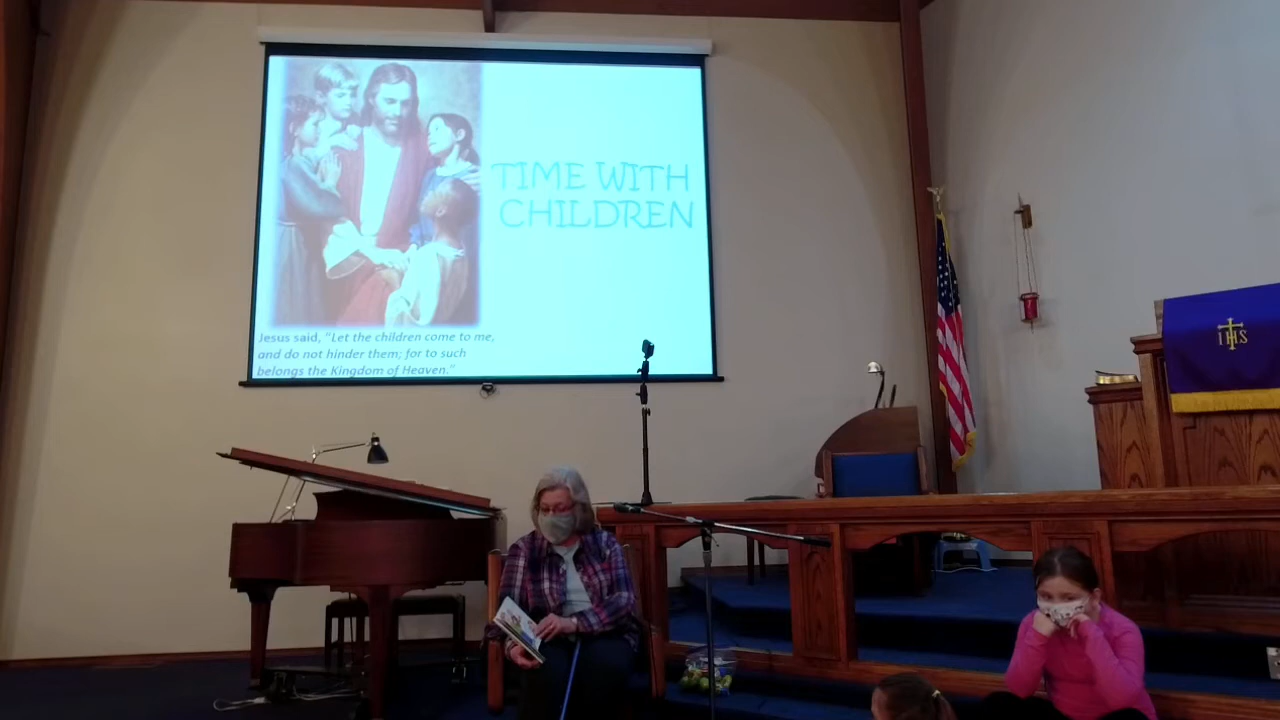 TIME WITH
CHILDREN
Jesus said, "Let the children come to me,
and do not hinder them; for to such
belongs the Kingdom of Heaven."
IHS